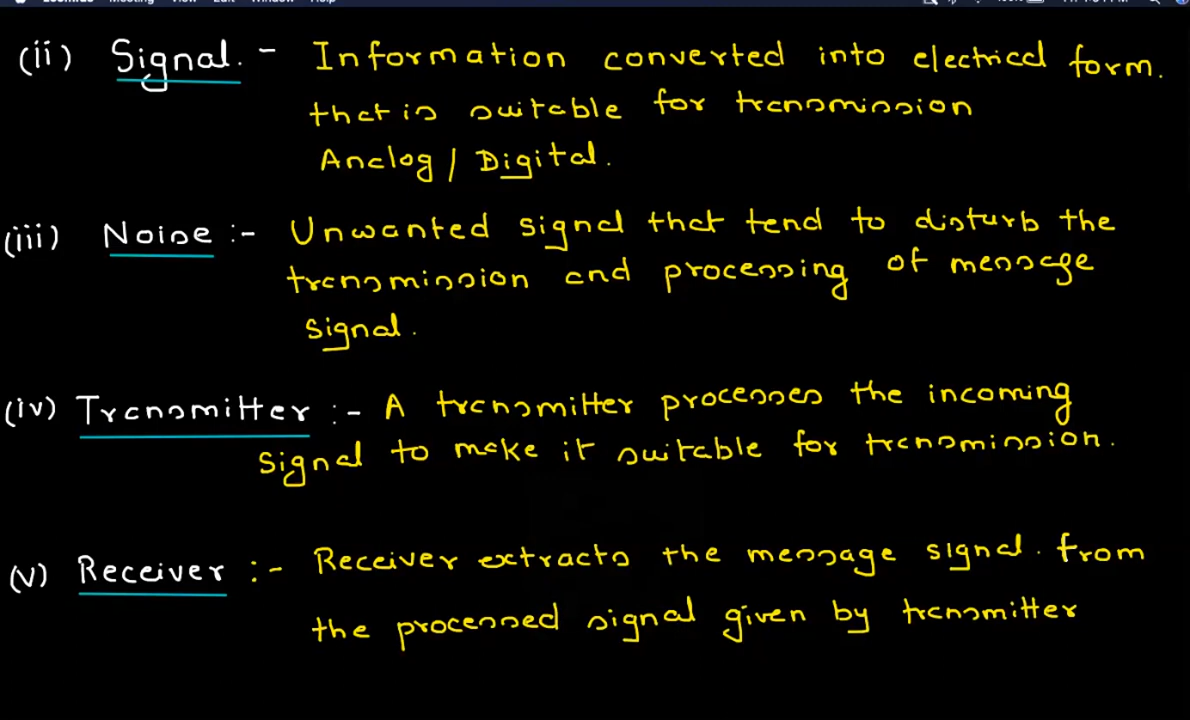 (ii) Signal. - Information converted into electrical form.
that is suitable for transmission
Analog / Digital.
(iii) Noise :- Unwanted signal that tend to disturb the
transmission and processing of message
signal.
(iv) Transmitter :- A transmitter processes the incoming
signal to make it suitable for transmission.
(v) Receiver :- Receiver extracts the message signal. from
the processed signal given by transmitter